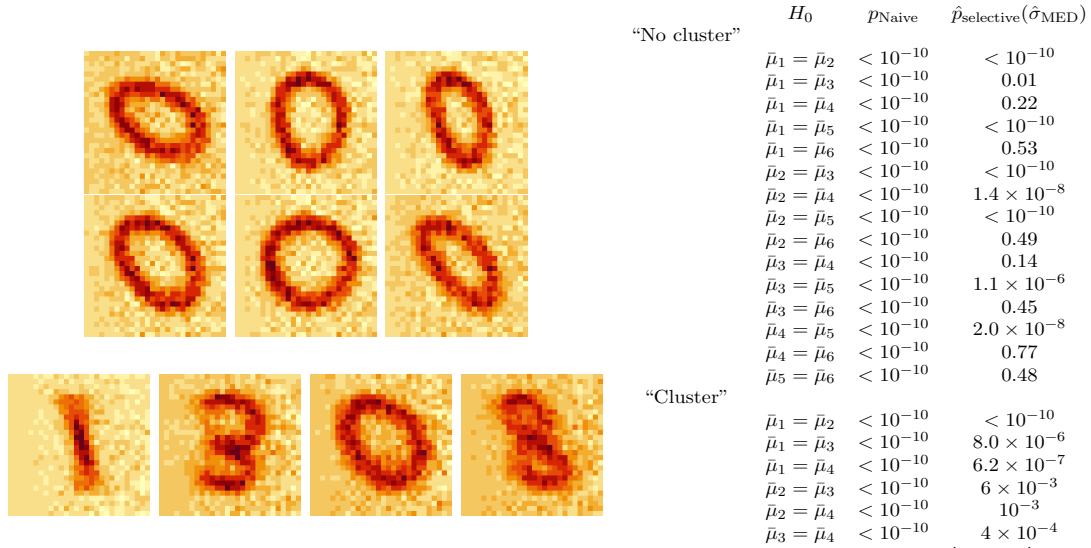 H₀ p_Naive p̂_selective(σ̂_MED)
“No cluster”
μ̄₁ = μ̄₂ < 10⁻¹⁰ < 10⁻¹⁰
μ̄₁ = μ̄₃ < 10⁻¹⁰ 0.01
μ̄₁ = μ̄₄ < 10⁻¹⁰ 0.22
μ̄₁ = μ̄₅ < 10⁻¹⁰ < 10⁻¹⁰
μ̄₁ = μ̄₆ < 10⁻¹⁰ 0.53
μ̄₂ = μ̄₃ < 10⁻¹⁰ < 10⁻¹⁰
μ̄₂ = μ̄₄ < 10⁻¹⁰ 1.4 × 10⁻⁸
μ̄₂ = μ̄₅ < 10⁻¹⁰ < 10⁻¹⁰
μ̄₂ = μ̄₆ < 10⁻¹⁰ 0.49
μ̄₃ = μ̄₄ < 10⁻¹⁰ 0.14
μ̄₃ = μ̄₅ < 10⁻¹⁰ 1.1 × 10⁻⁶
μ̄₃ = μ̄₆ < 10⁻¹⁰ 0.45
μ̄₄ = μ̄₅ < 10⁻¹⁰ 2.0 × 10⁻⁸
μ̄₄ = μ̄₆ < 10⁻¹⁰ 0.77
μ̄₅ = μ̄₆ < 10⁻¹⁰ 0.48
“Cluster”
μ̄₁ = μ̄₂ < 10⁻¹⁰ < 10⁻¹⁰
μ̄₁ = μ̄₃ < 10⁻¹⁰ 8.0 × 10⁻⁶
μ̄₁ = μ̄₄ < 10⁻¹⁰ 6.2 × 10⁻⁷
μ̄₂ = μ̄₃ < 10⁻¹⁰ 6 × 10⁻³
μ̄₂ = μ̄₄ < 10⁻¹⁰ 10⁻³
μ̄₃ = μ̄₄ < 10⁻¹⁰ 4 × 10⁻⁴